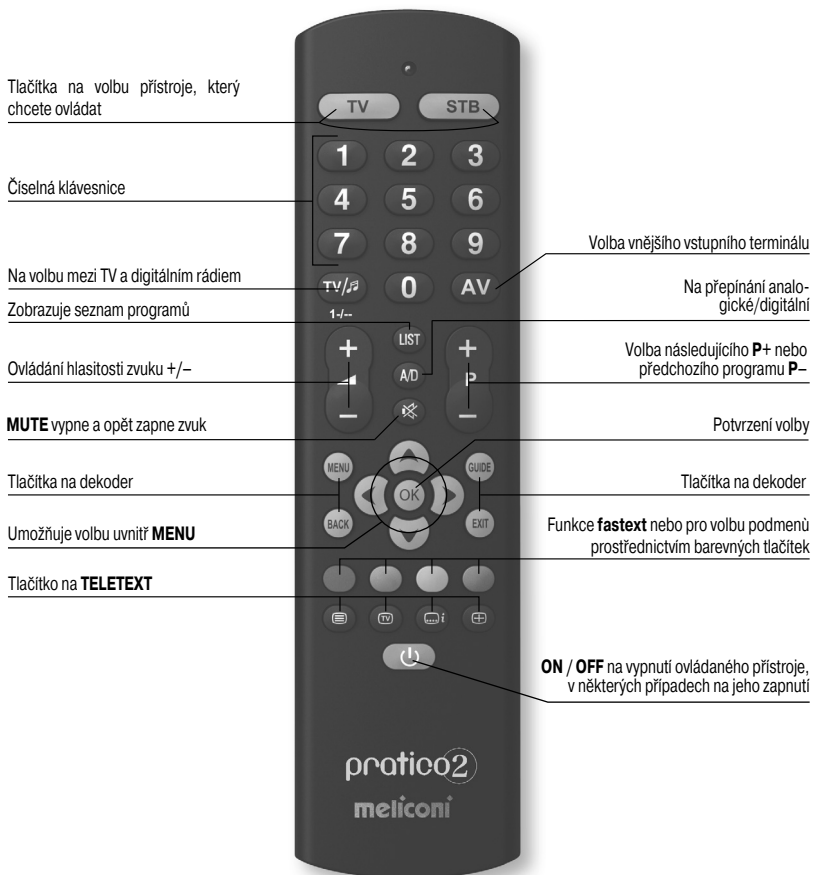 Tlačítka na volbu přístroje, který
chcete ovládat
TV
STB
1
2
3
Číselná klávesnice
4
5
6
7
8
9
Volba vnějšího vstupního terminálu
Na volbu mezi TV a digitálním rádiem
TV/♫
0
AV
Na přepínání analo-
gické/digitální
Zobrazuje seznam programů
1-/--
LIST
+
+
Ovládání hlasitosti zvuku +/–
A/D
P
Volba následujícího P+ nebo
předchozího programu P–
–
–
MUTE vypne a opět zapne zvuk
Potvrzení volby
MENU
GUIDE
Tlačítka na dekoder
OK
Tlačítka na dekoder
BACK
EXIT
Umožňuje volbu uvnitř MENU
Funkce fastext nebo pro volbu podmenù
prostřednictvím barevných tlačítek
Tlačítko na TELETEXT
TV
.... i
ON / OFF na vypnutí ovládaného přístroje,
v některých případech na jeho zapnutí
pratico2
meliconi